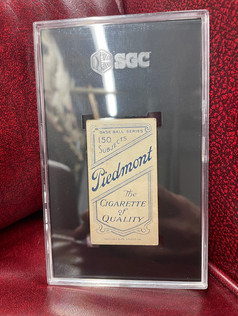 SGC
BASE BALL SERIES
150 SUBJECTS
Piedmont
The
CIGARETTE
of
QUALITY